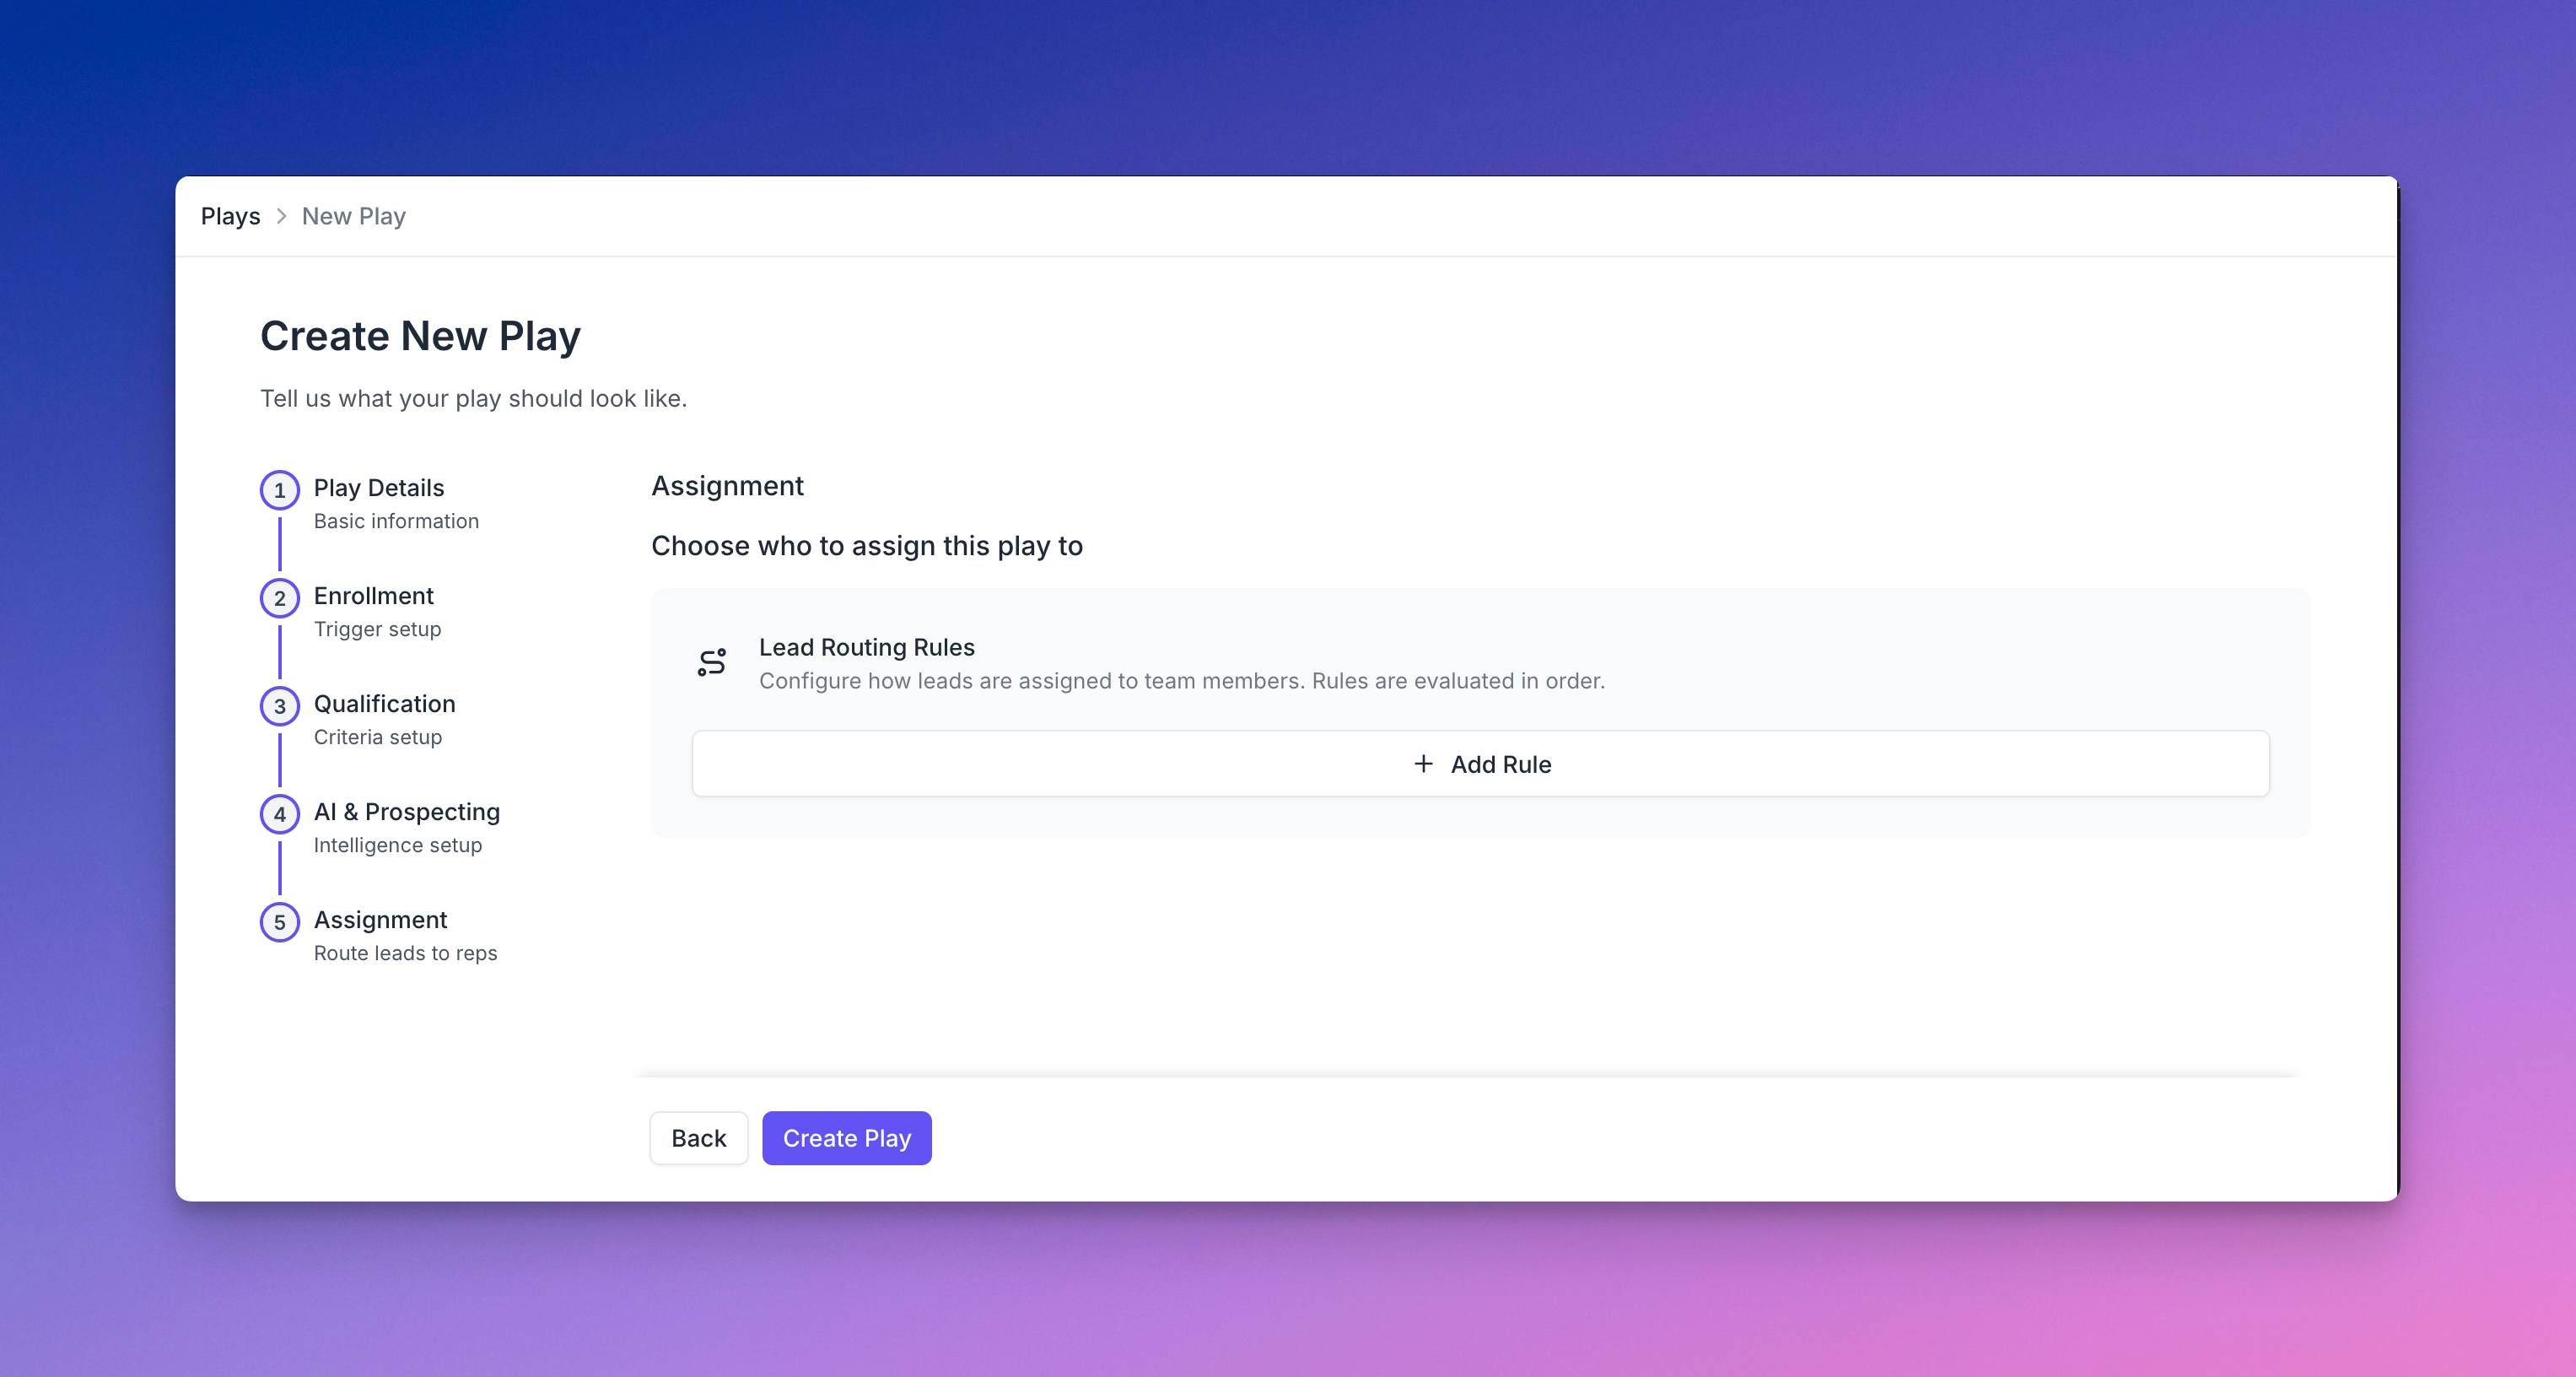 Plays > New Play
Create New Play
Tell us what your play should look like.
1 Play Details
Basic information
2 Enrollment
Trigger setup
3 Qualification
Criteria setup
4 AI & Prospecting
Intelligence setup
5 Assignment
Route leads to reps
Assignment
Choose who to assign this play to
Lead Routing Rules
Configure how leads are assigned to team members. Rules are evaluated in order.
+ Add Rule
Back Create Play